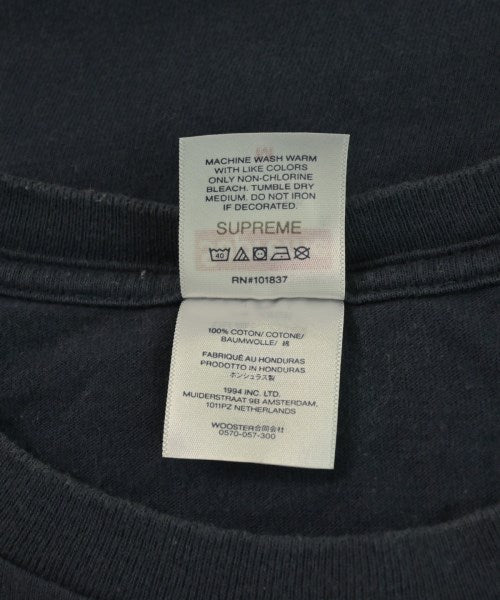 MACHINE WASH WARM
WITH LIKE COLORS
ONLY NON-CHLORINE
BLEACH. TUMBLE DRY
MEDIUM. DO NOT IRON
IF DECORATED.
SUPREME
40
RN#101837
100% COTON/ COTONE/
BAUMWOLLE/ 綿
FABRIQUÉ AU HONDURAS
PRODOTTO IN HONDURAS
ホンジュラス製
1994 INC. LTD.
MUIDERSTRAAT 9B AMSTERDAM,
1011PZ NETHERLANDS
WOOSTER合同会社
0570-057-300